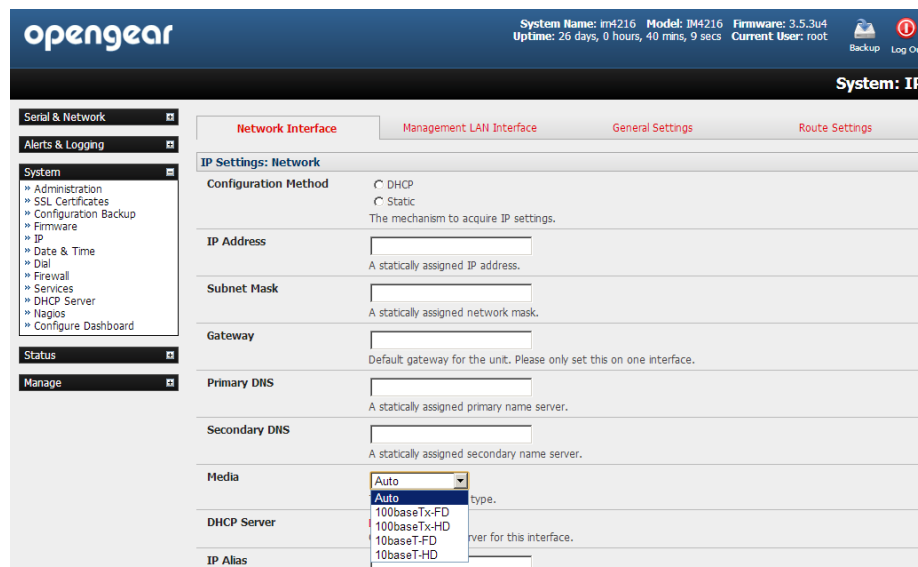 opengear
System Name: im4216 Model: IM4216 Firmware: 3.5.3u4
Uptime: 26 days, 0 hours, 40 mins, 9 secs Current User: root
Backup
Log
System:
Serial & Network
Alerts & Logging
System
» Administration
» SSL Certificates
» Configuration Backup
» Firmware
» IP
» Date & Time
» Dial
» Firewall
» Services
» DHCP Server
» Nagios
» Configure Dashboard
Status
Manage
Network Interface
Management LAN Interface
General Settings
Route Settings
IP Settings: Network
Configuration Method
DHCP
Static
The mechanism to acquire IP settings.
IP Address
A statically assigned IP address.
Subnet Mask
A statically assigned network mask.
Gateway
Default gateway for the unit. Please only set this on one interface.
Primary DNS
A statically assigned primary name server.
Secondary DNS
A statically assigned secondary name server.
Media
Auto
Auto
100baseTx-FD
100baseTx-HD
10baseT-FD
10baseT-HD
type.
DHCP Server
for this interface.
IP Alias